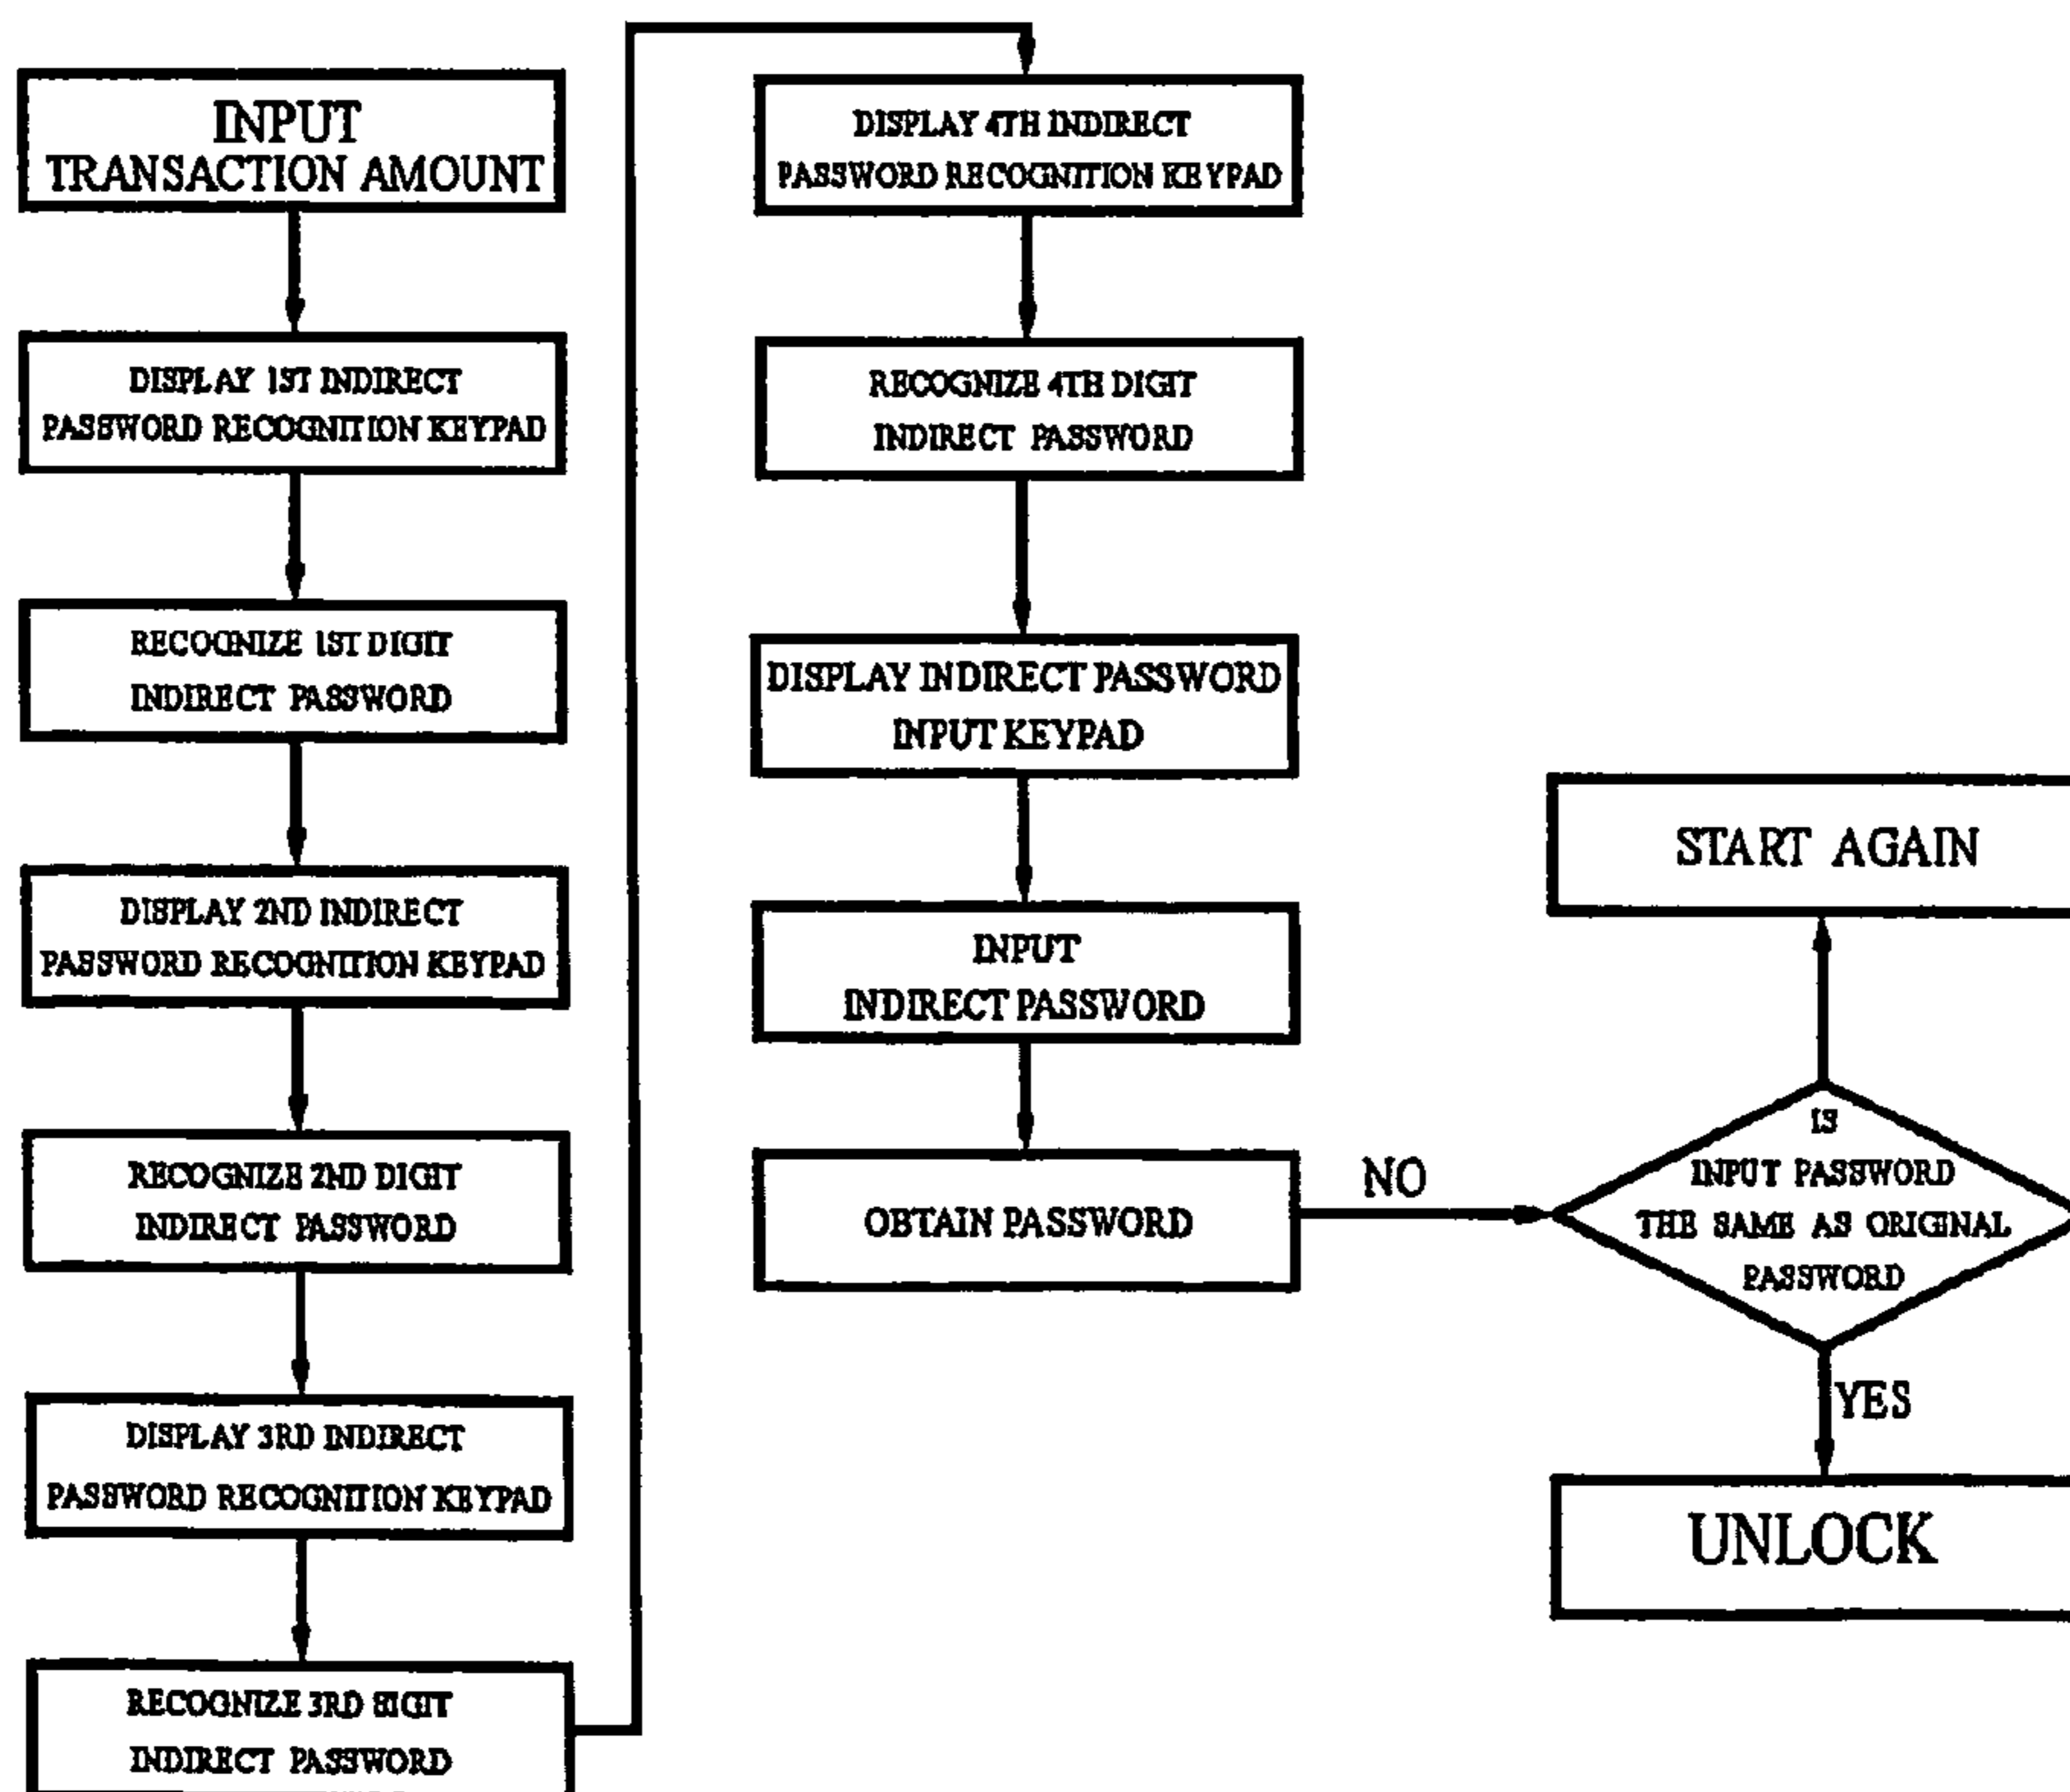 INPUT
TRANSACTION AMOUNT
DISPLAY 1ST INDIRECT
PASSWORD RECOGNITION KEYPAD
RECOGNIZE 1ST DIGIT
INDIRECT PASSWORD
DISPLAY 2ND INDIRECT
PASSWORD RECOGNITION KEYPAD
RECOGNIZE 2ND DIGIT
INDIRECT PASSWORD
DISPLAY 3RD INDIRECT
PASSWORD RECOGNITION KEYPAD
RECOGNIZE 3RD BIGIT
INDIRECT PASSWORD
DISPLAY 4TH INDIRECT
PASSWORD RECOGNITION KEYPAD
RECOGNIZE 4TH DIGIT
INDIRECT PASSWORD
DISPLAY INDIRECT PASSWORD
INPUT KEYPAD
INPUT
INDIRECT PASSWORD
OBTAIN PASSWORD
NO
START AGAIN
IS
INPUT PASSWORD
THE SAME AS ORIGINAL
PASSWORD
YES
UNLOCK